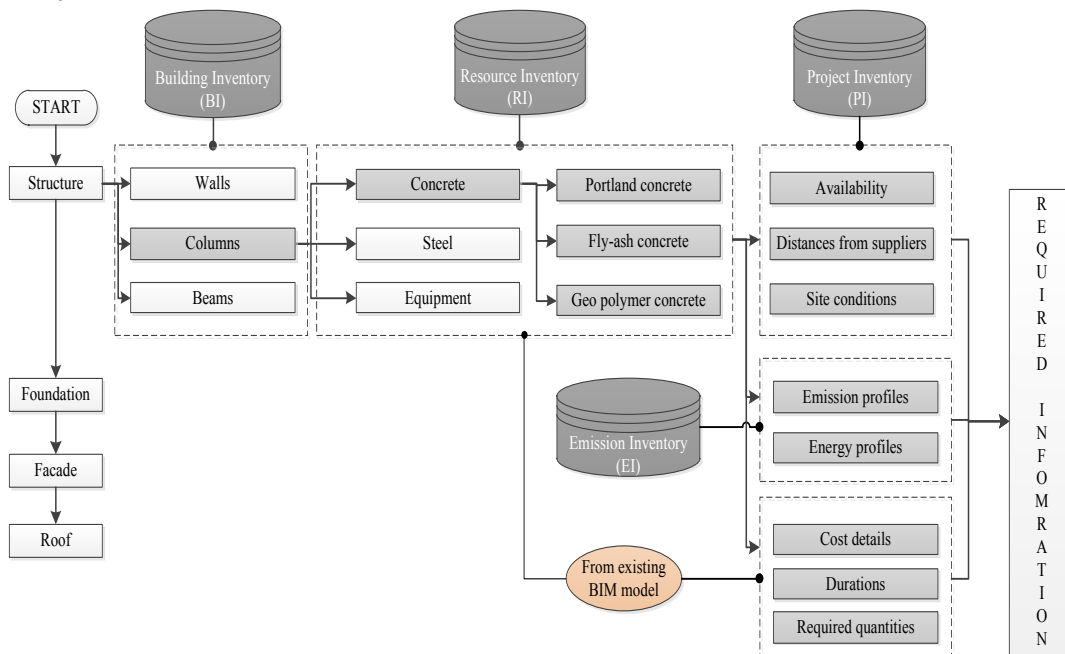 Building Inventory
(BI)
Resource Inventory
(RI)
Project Inventory
(PI)
START
Structure
Walls
Columns
Beams
Concrete
Steel
Equipment
Portland concrete
Fly-ash concrete
Geo polymer concrete
Availability
Distances from suppliers
Site conditions
Foundation
Facade
Roof
Emission Inventory
(EI)
Emission profiles
Energy profiles
From existing
BIM model
Cost details
Durations
Required quantities
REQUIRED INFOMRATION